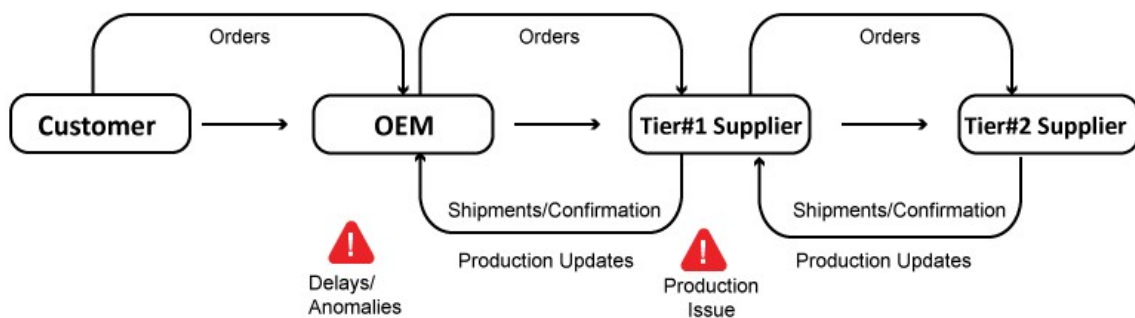 Orders
Orders
Orders
Customer
OEM
Tier#1 Supplier
Tier#2 Supplier
Shipments/Confirmation
Shipments/Confirmation
Production Updates
Production Updates
Delays/
Anomalies
Production
Issue